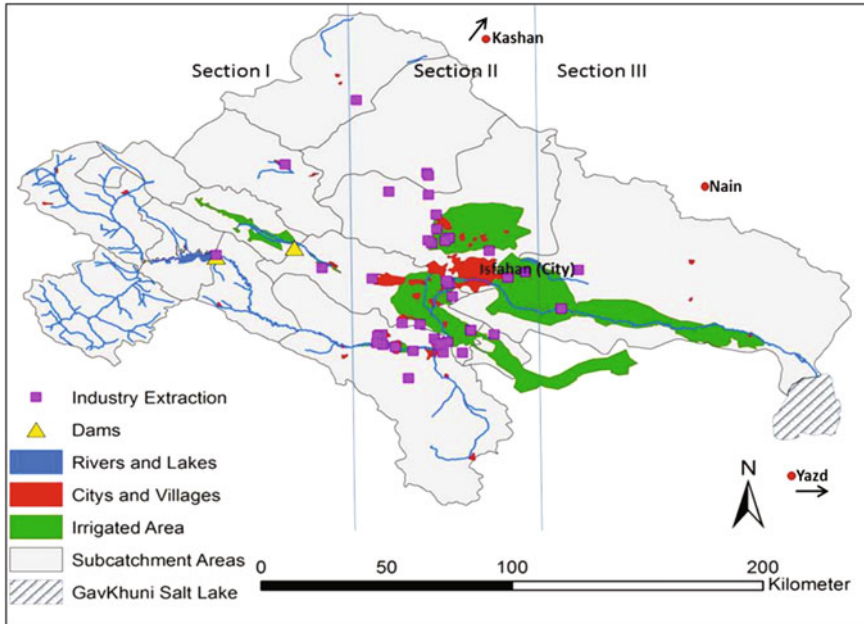 Kashan
Section I
Section II
Section III
Nain
Isfahan (City)
Industry Extraction
Dams
Rivers and Lakes
Citys and Villages
Irrigated Area
Subcatchment Areas
GavKhuni Salt Lake
N
Yazd
0
100
200
Kilometer